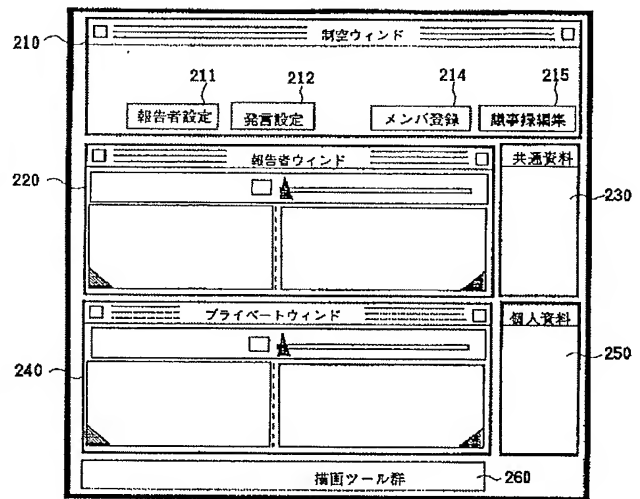 210
制空ウィンド
211
212
214
215
報告者設定
発言設定
メンバ登録
議事録編集
220
報告者ウィンド
共通資料
230
プライベートウィンド
個人資料
240
250
描画ツール群
260